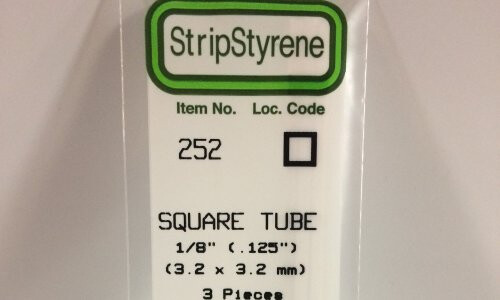 StripStyrene
Item No. Loc. Code
252
SQUARE TUBE
1/8" (.125")
(3.2 x 3.2 mm)
3 Pieces